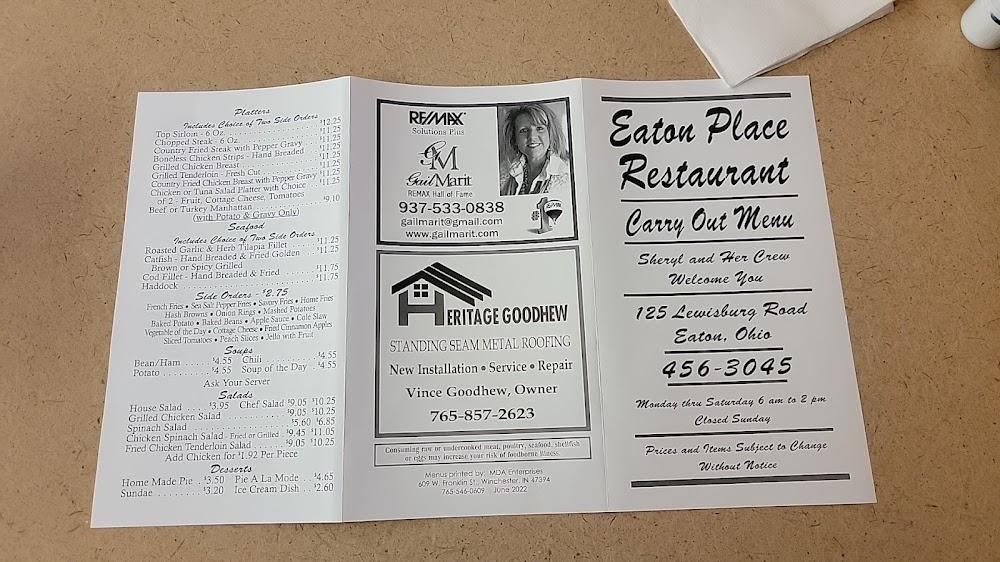 Platters
Includes Choice of Two Side Orders
Top Sirloin - 6 Oz. $12.25
Chopped Steak - 6 Oz. $11.25
Country Fried Steak with Pepper Gravy $11.25
Boneless Chicken Strips - Hand Breaded $11.25
Grilled Chicken Breast $11.25
Grilled Tenderloin - Fresh Cut $11.25
Country Fried Chicken Breast with Pepper Gravy $11.25
Chicken or Tuna Salad Platter with Choice $11.25
of 2 - Fruit, Cottage Cheese, Tomatoes
Beef or Turkey Manhattan $9.10
(with Potato & Gravy Only)
Seafood
Includes Choice of Two Side Orders
Roasted Garlic & Herb Tilapia Fillet $11.25
Catfish - Hand Breaded & Fried Golden $11.25
Brown or Spicy Grilled
Cod Fillet - Hand Breaded & Fried $11.75
Haddock $11.75
Side Orders - $2.75
French Fries • Sea Salt Pepper Fries • Savory Fries • Home Fries
Hash Browns • Onion Rings • Mashed Potatoes
Baked Potato • Baked Beans • Apple Sauce • Cole Slaw
Vegetable of the Day • Cottage Cheese • Fried Cinnamon Apples
Sliced Tomatoes • Peach Slices • Jello with Fruit
Soups
Bean/Ham $4.55 Chili $4.55
Potato $4.55 Soup of the Day $4.55
Ask Your Server
Salads
House Salad $3.95 Chef Salad $9.05 $10.25
Grilled Chicken Salad $9.05 $10.25
Spinach Salad $5.60 $6.85
Chicken Spinach Salad - Fried or Grilled $9.45 $11.05
Fried Chicken Tenderloin Salad $9.05 $10.25
Add Chicken for $1.92 Per Piece
Desserts
Home Made Pie $3.50 Pie A La Mode $4.65
Sundae $3.20 Ice Cream Dish $2.60
RE/MAX
Solutions Plus
GM
Gail Marit
REMAX Hall of Fame
937-533-0838
gailmarit@gmail.com
www.gailmarit.com
RE/MAX
HERITAGE GOODHEW
STANDING SEAM METAL ROOFING
New Installation • Service • Repair
Vince Goodhew, Owner
765-857-2623
Consuming raw or undercooked meat, poultry, seafood, shellfish
or eggs may increase your risk of foodborne illness.
Menus printed by: MDA Enterprises
609 W. Franklin St., Winchester, IN 47394
765-546-0609 June 2022
Eaton Place
Restaurant
Carry Out Menu
Sheryl and Her Crew
Welcome You
125 Lewisburg Road
Eaton, Ohio
456-3045
Monday thru Saturday 6 am to 2 pm
Closed Sunday
Prices and Items Subject to Change
Without Notice